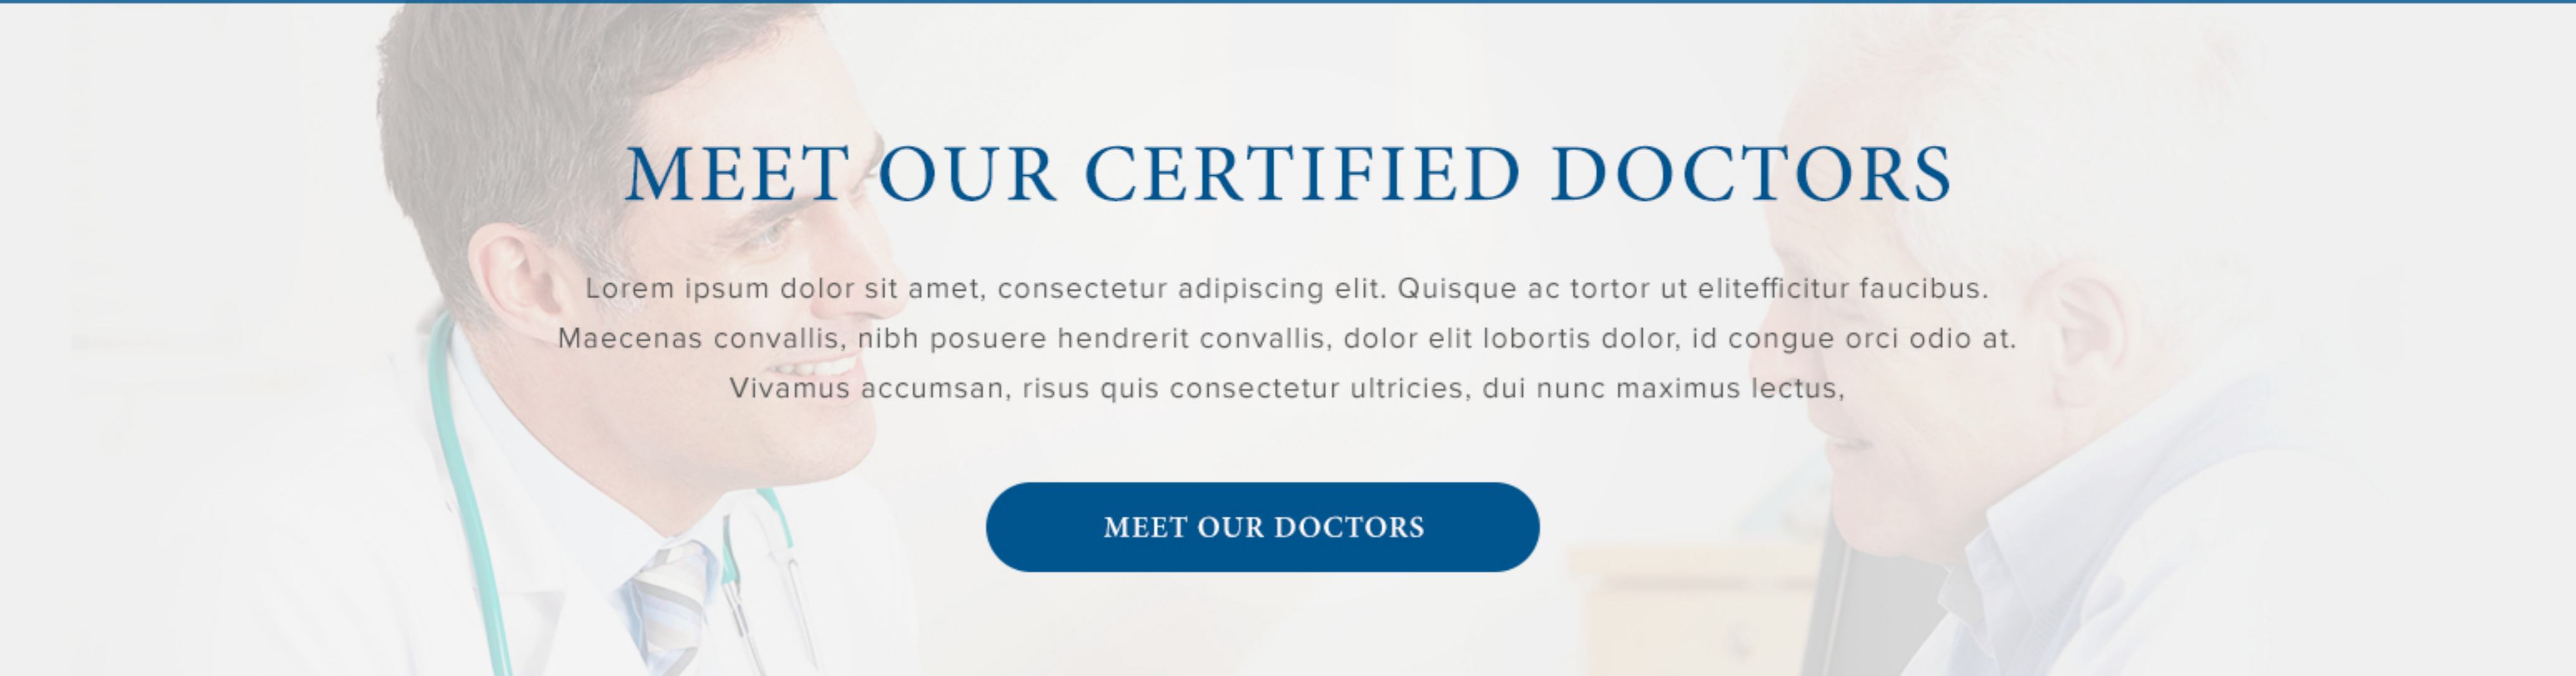 MEET OUR CERTIFIED DOCTORS
Lorem ipsum dolor sit amet, consectetur adipiscing elit. Quisque ac tortor ut elitefficitur faucibus.
Maecenas convallis, nibh posuere hendrerit convallis, dolor elit lobortis dolor, id congue orci odio at.
Vivamus accumsan, risus quis consectetur ultricies, dui nunc maximus lectus,
MEET OUR DOCTORS